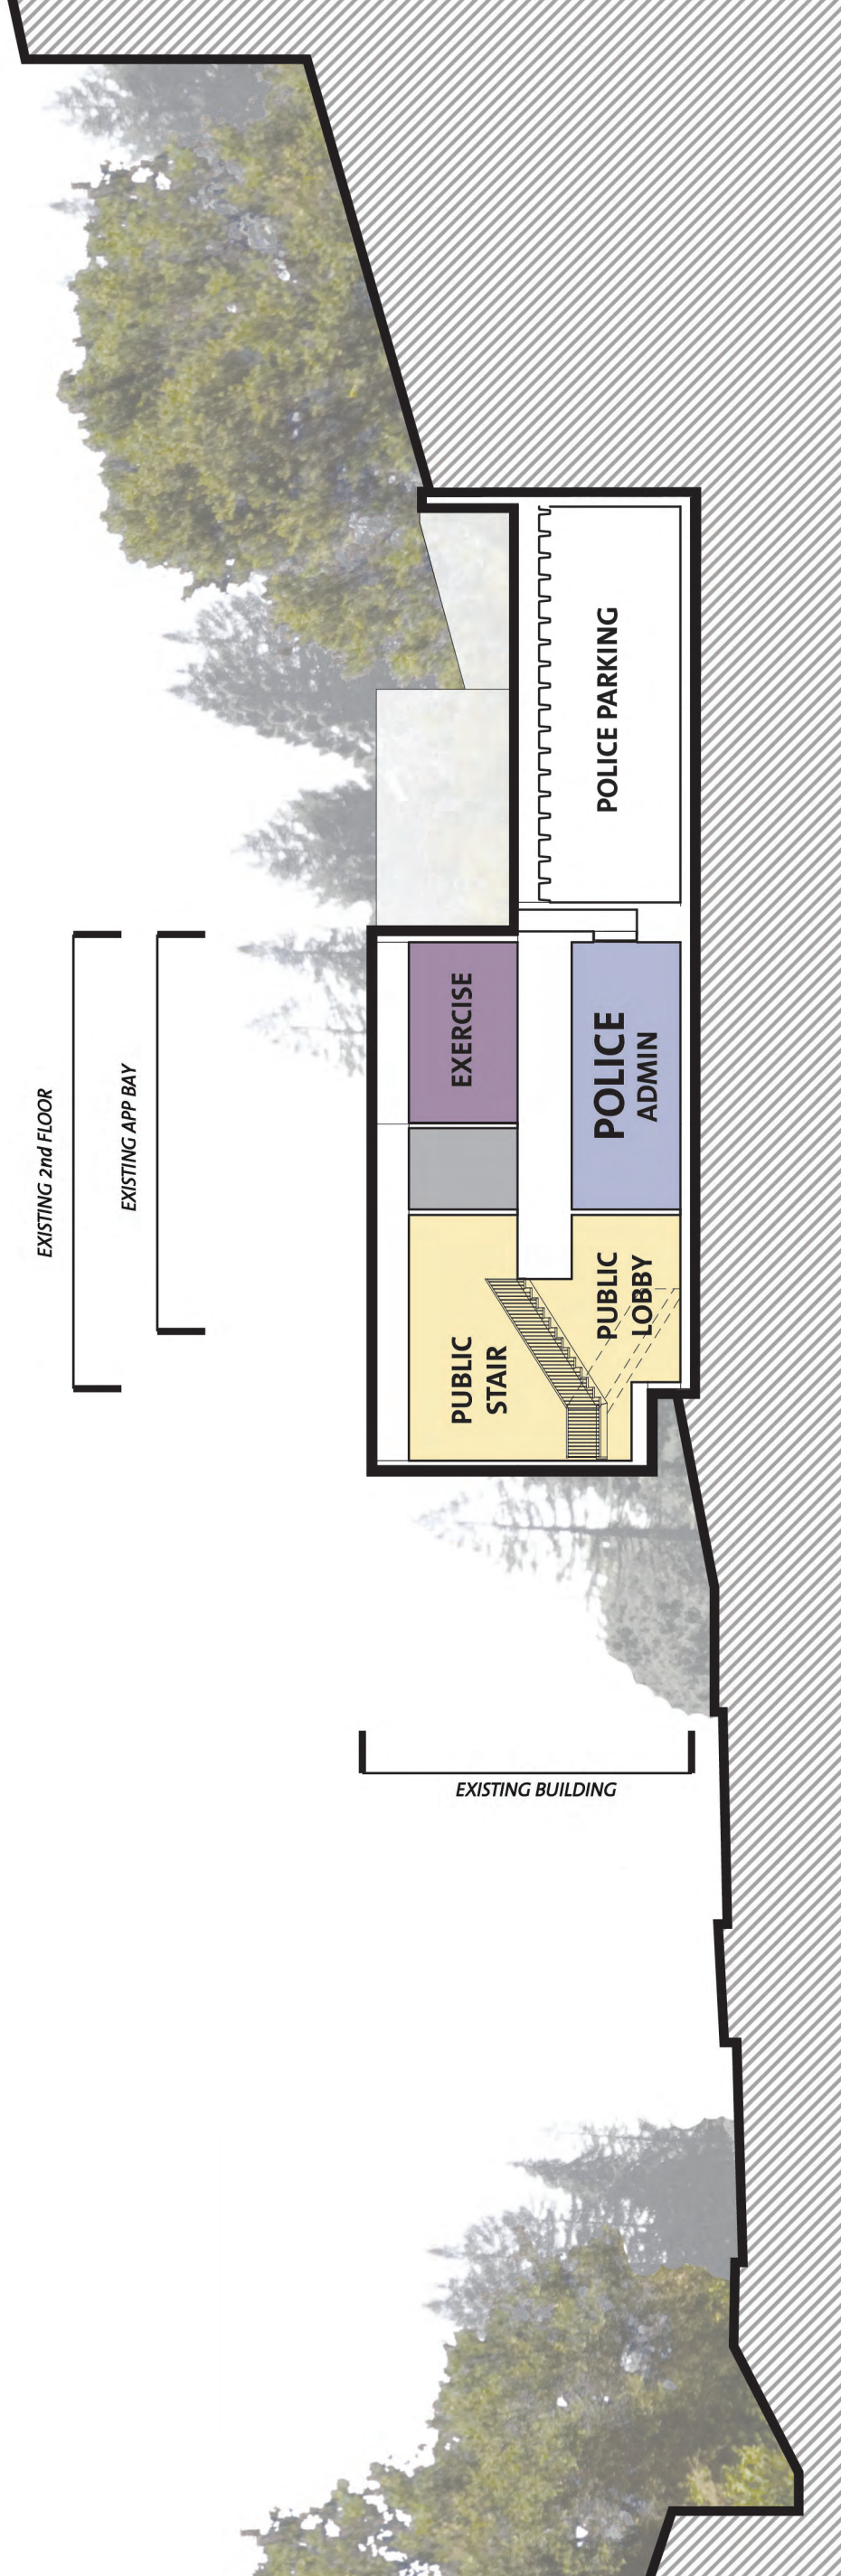 EXISTING 2nd FLOOR
EXISTING APP BAY
EXERCISE
PUBLIC
STAIR
POLICE PARKING
POLICE
ADMIN
PUBLIC
LOBBY
EXISTING BUILDING